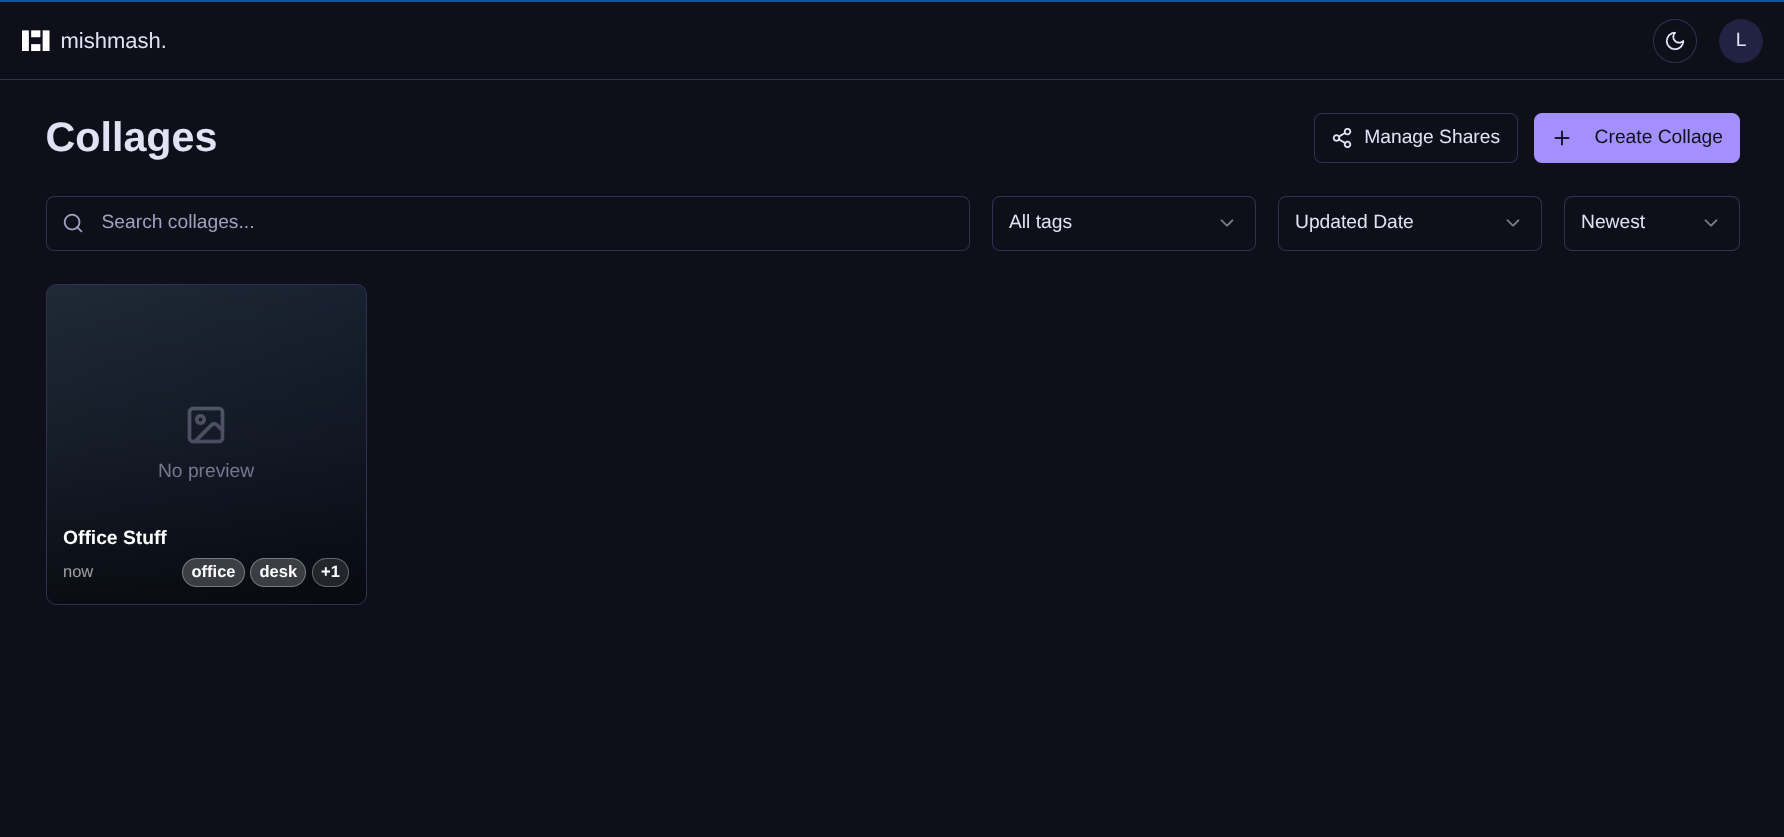 mishmash.
L
Collages
Manage Shares
Create Collage
Search collages...
All tags
Updated Date
Newest
No preview
Office Stuff
now
office
desk
+1